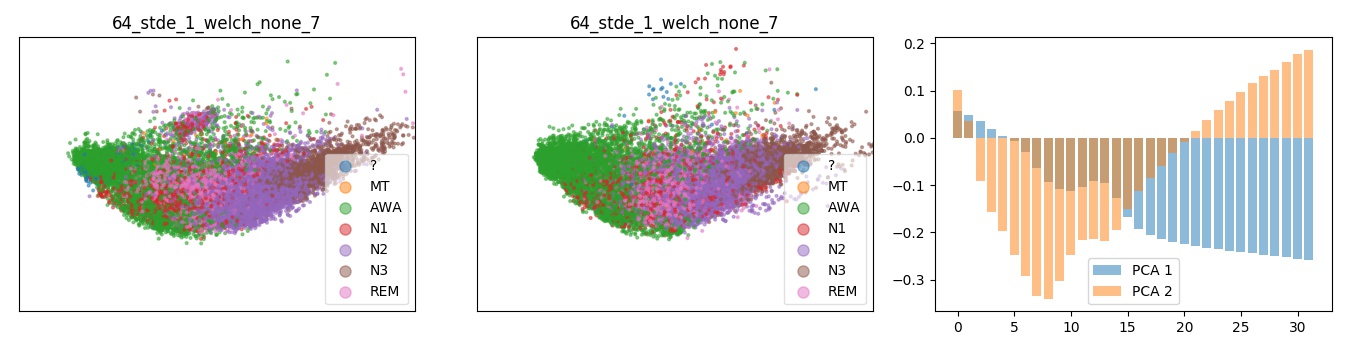 64_stde_1_welch_none_7
?
MT
AWA
N1
N2
N3
REM
64_stde_1_welch_none_7
?
MT
AWA
N1
N2
N3
REM
0.2
0.1
0.0
−0.1
−0.2
−0.3
PCA 1
PCA 2
0 5 10 15 20 25 30